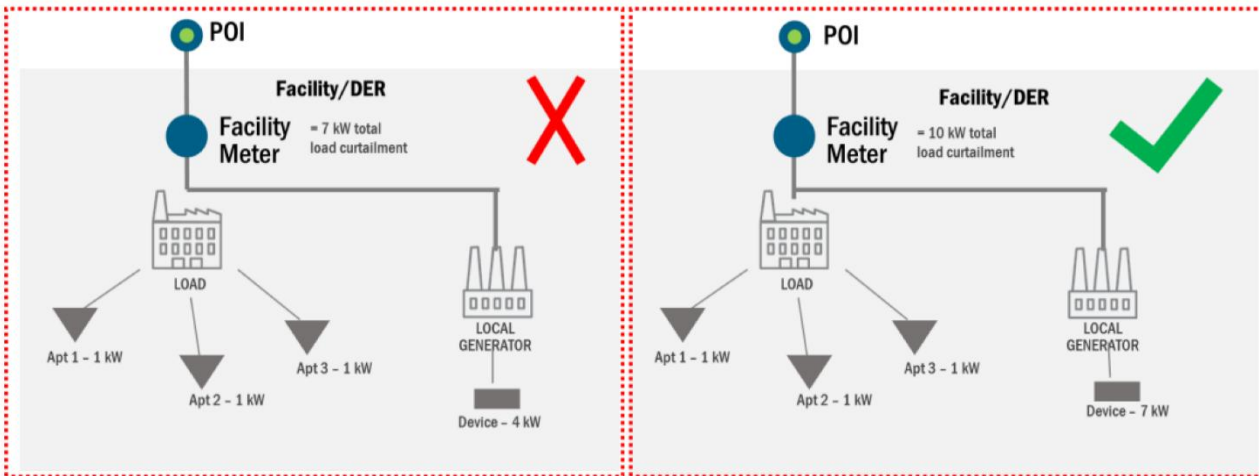 POI
Facility/DER
Facility
Meter
= 7 kW total
load curtailment
LOAD
LOCAL
GENERATOR
Apt 1 – 1 kW
Apt 3 – 1 kW
Apt 2 – 1 kW
Device – 4 kW
POI
Facility/DER
Facility
Meter
= 10 kW total
load curtailment
LOAD
LOCAL
GENERATOR
Apt 1 – 1 kW
Apt 3 – 1 kW
Apt 2 – 1 kW
Device – 7 kW